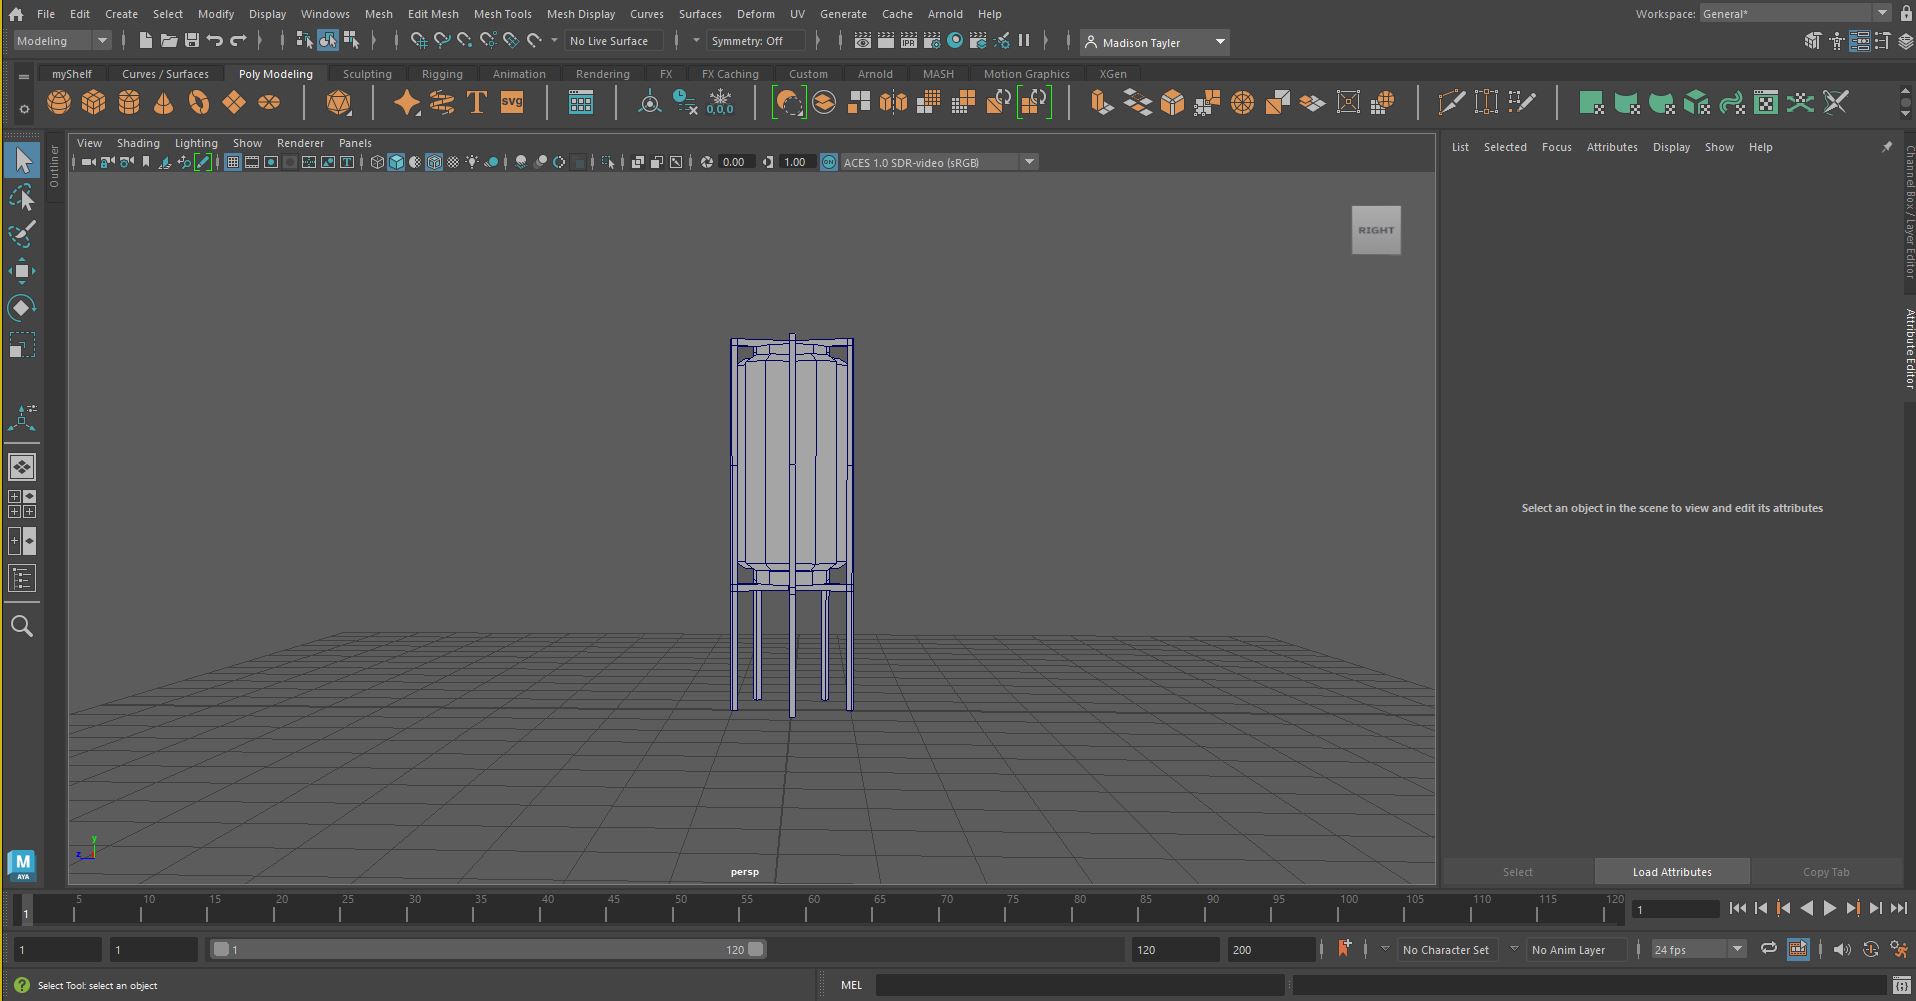 File Edit Create Select Modify Display Windows Mesh Edit Mesh Mesh Tools Mesh Display Curves Surfaces Deform UV Generate Cache Arnold Help Workspace: General*
Modeling No Live Surface Symmetry: Off IPR Madison Tayler
myShelf Curves / Surfaces Poly Modeling Sculpting Rigging Animation Rendering FX FX Caching Custom Arnold MASH Motion Graphics XGen
T SVG 0,0,0
View Shading Lighting Show Renderer Panels
0.00 1.00 ON ACES 1.0 SDR-video (sRGB)
List Selected Focus Attributes Display Show Help
Outliner
Channel Box / Layer Editor
Attribute Editor
RIGHT
Select an object in the scene to view and edit its attributes
y
z
persp
M
AYA
Select Load Attributes Copy Tab
1 5 10 15 20 25 30 35 40 45 50 55 60 65 70 75 80 85 90 95 100 105 110 115 120 1
1 1 1 120 120 200 No Character Set No Anim Layer 24 fps
Select Tool: select an object MEL